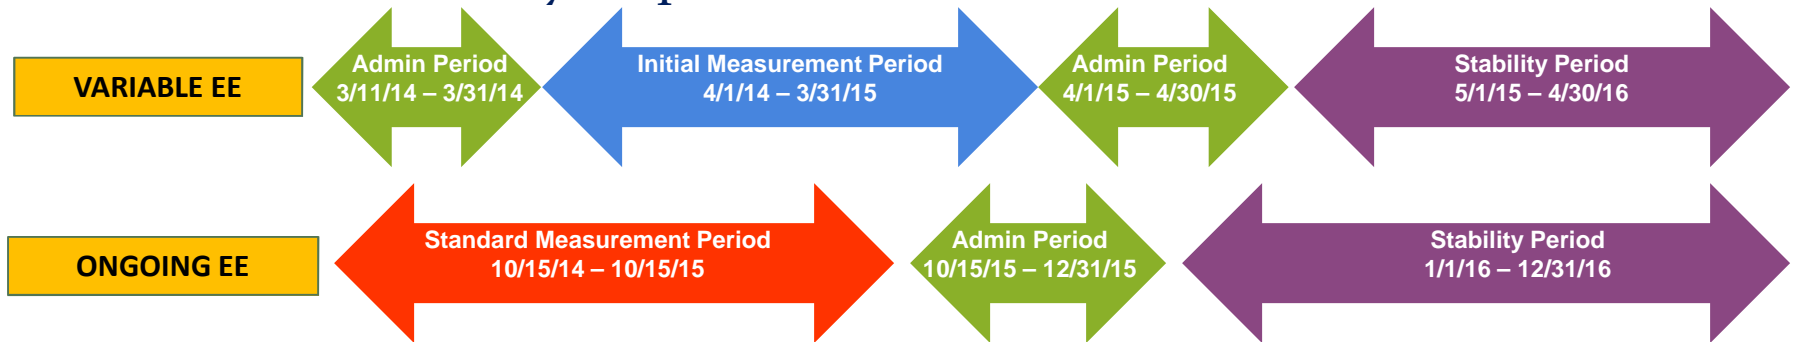 VARIABLE EE
Admin Period
3/11/14 – 3/31/14
Initial Measurement Period
4/1/14 – 3/31/15
Admin Period
4/1/15 – 4/30/15
Stability Period
5/1/15 – 4/30/16
ONGOING EE
Standard Measurement Period
10/15/14 – 10/15/15
Admin Period
10/15/15 – 12/31/15
Stability Period
1/1/16 – 12/31/16